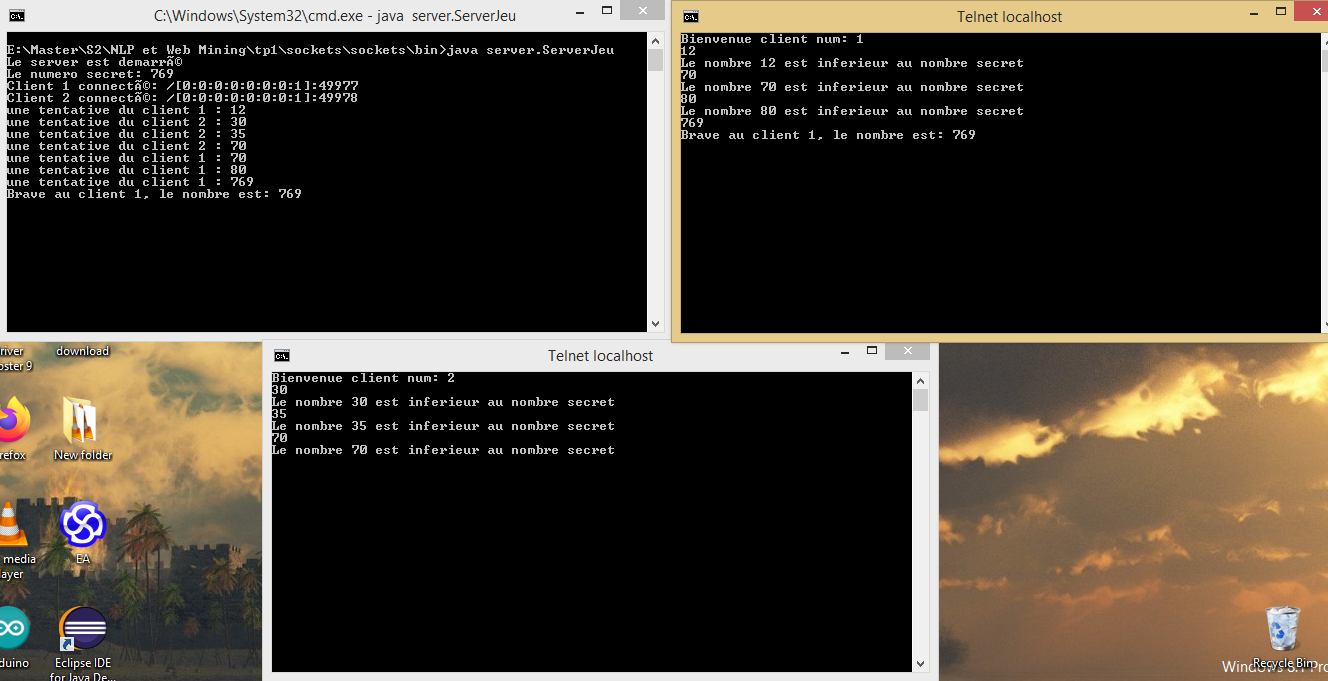 C:\Windows\System32\cmd.exe - java server.ServerJeu
E:\Master\S2\NLP et Web Mining\tp1\sockets\sockets\bin>java server.ServerJeu
Le server est demarrÃ©
Le numero secret: 769
Client 1 connectÃ©: /[0:0:0:0:0:0:0:1]:49977
Client 2 connectÃ©: /[0:0:0:0:0:0:0:1]:49978
une tentative du client 1 : 12
une tentative du client 2 : 30
une tentative du client 2 : 35
une tentative du client 2 : 70
une tentative du client 1 : 70
une tentative du client 1 : 80
une tentative du client 1 : 769
Brave au client 1, le nombre est: 769
Telnet localhost
Bienvenue client num: 1
12
Le nombre 12 est inferieur au nombre secret
70
Le nombre 70 est inferieur au nombre secret
80
Le nombre 80 est inferieur au nombre secret
769
Brave au client 1, le nombre est: 769
Telnet localhost
Bienvenue client num: 2
30
Le nombre 30 est inferieur au nombre secret
35
Le nombre 35 est inferieur au nombre secret
70
Le nombre 70 est inferieur au nombre secret
river
oster 9
download
refox
New folder
media
layer
EA
duino
Eclipse IDE
for Java De...
Recycle Bin